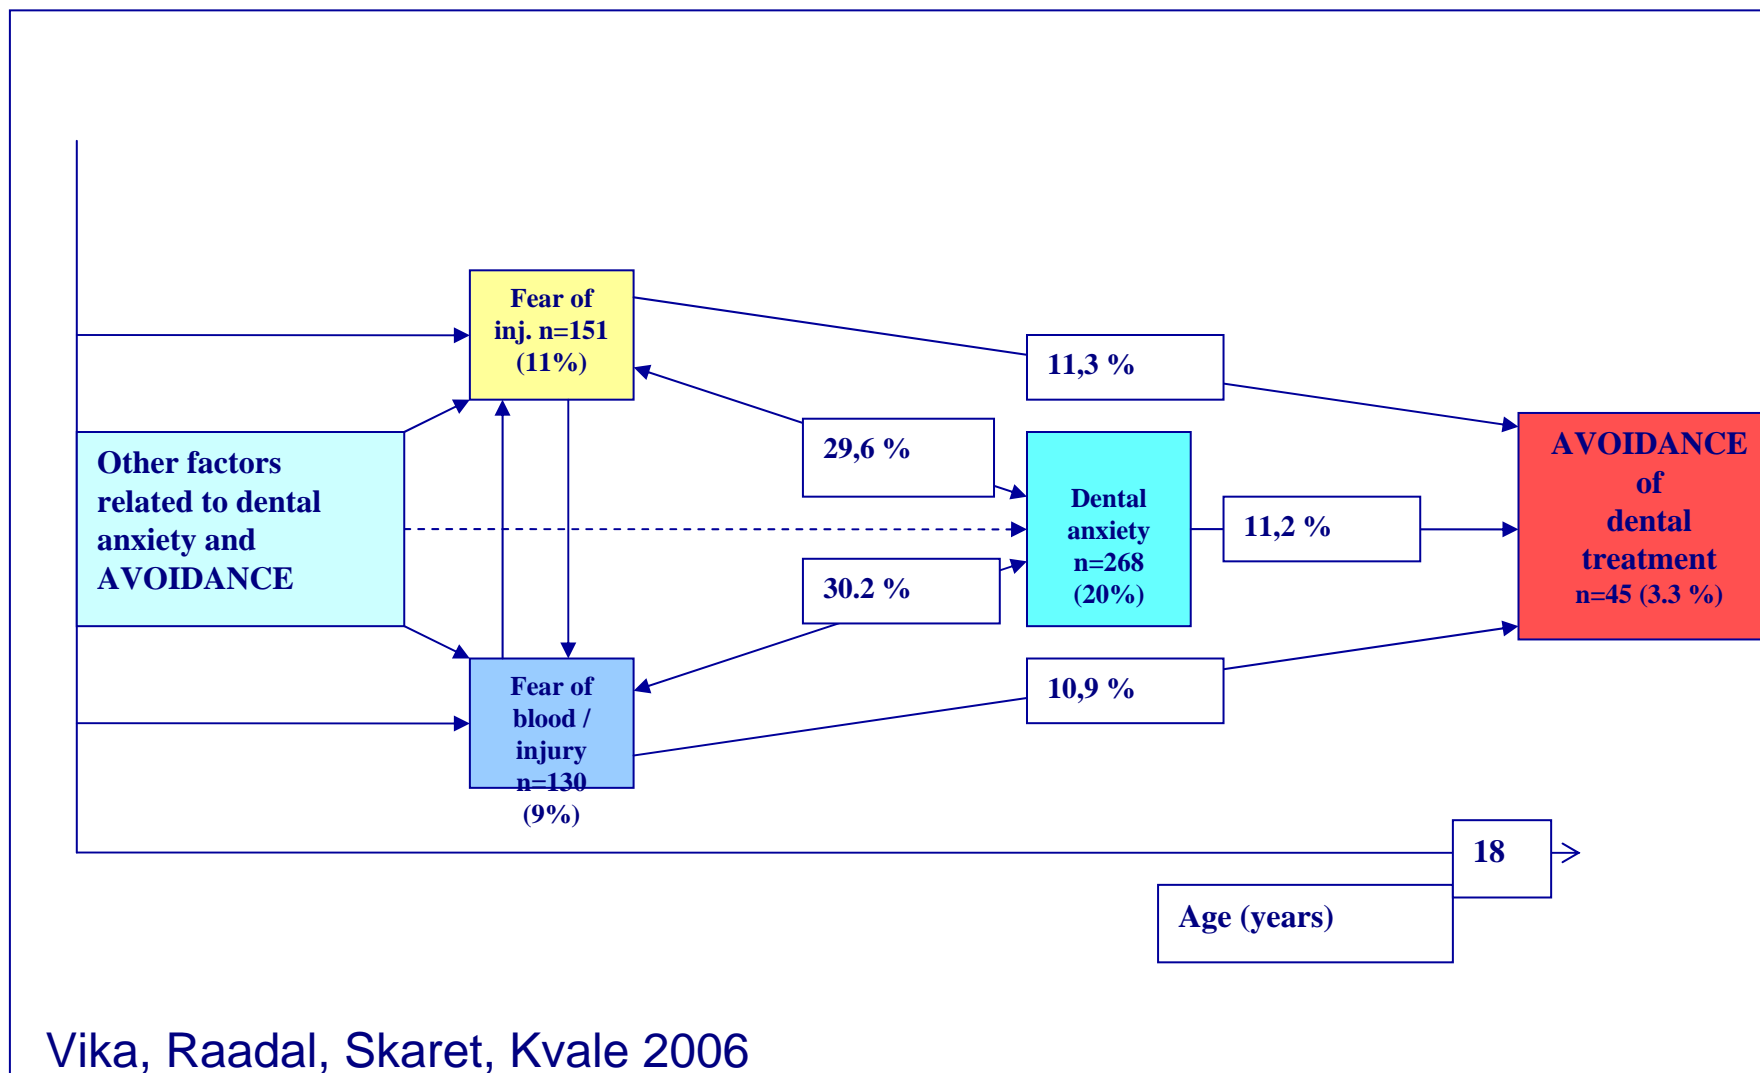 Fear of
inj. n=151
(11%)
11,3 %
29,6 %
Other factors
related to dental
anxiety and
AVOIDANCE
Dental
anxiety
n=268
(20%)
11,2 %
AVOIDANCE
of
dental
treatment
n=45 (3.3 %)
30.2 %
Fear of
blood /
injury
n=130
(9%)
10,9 %
18
Age (years)
Vika, Raadal, Skaret, Kvale 2006